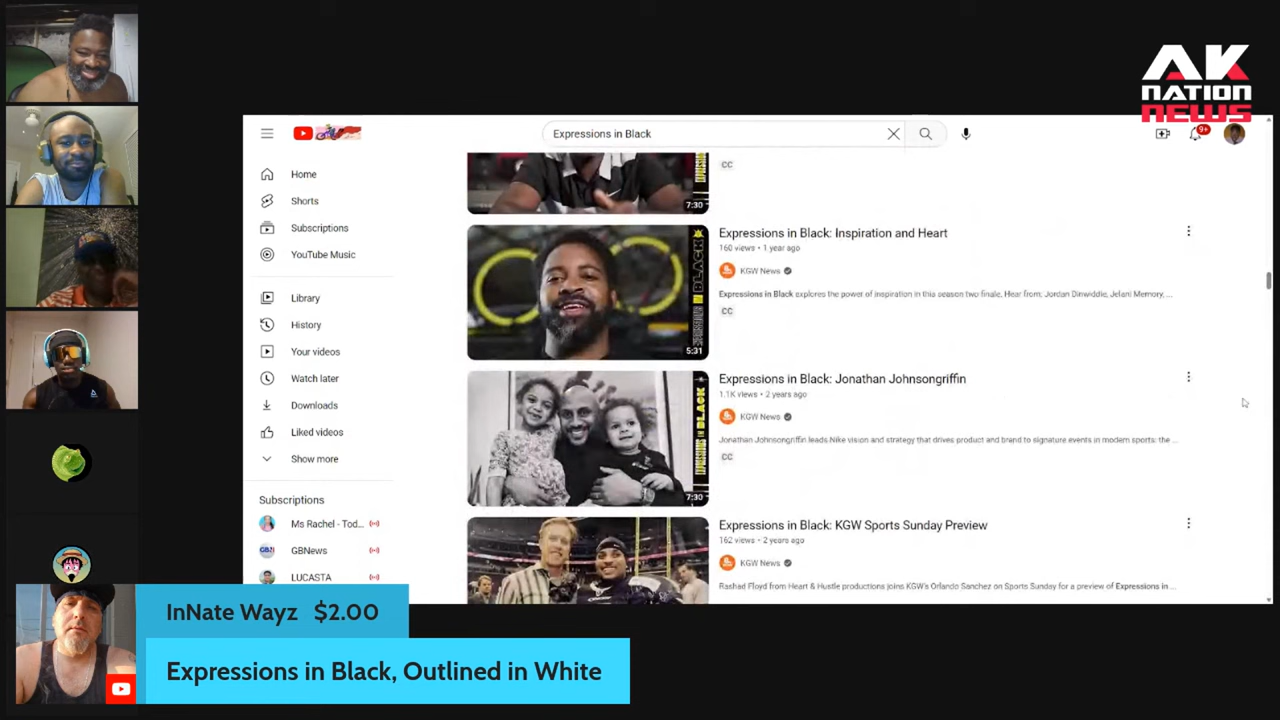 AK
NATION
NEWS
Expressions in Black
9+
Home
Shorts
Subscriptions
YouTube Music
Library
History
Your videos
Watch later
Downloads
Liked videos
Show more
Subscriptions
Ms Rachel - Tod...
GBNews
LUCASTA
7:30
CC
EXPRESSIONS IN BLACK
5:31
Expressions in Black: Inspiration and Heart
160 views • 1 year ago
KGW News
Expressions in Black explores the power of inspiration in this season two finale, Hear from: Jordan Dinwiddie, Jelani Memory, ...
CC
EXPRESSIONS IN BLACK
7:30
Expressions in Black: Jonathan Johnsongriffin
1.1K views • 2 years ago
KGW News
Jonathan Johnsongriffin leads Nike vision and strategy that drives product and brand to signature events in modern sports: the ...
CC
Expressions in Black: KGW Sports Sunday Preview
162 views • 2 years ago
KGW News
Rashad Floyd from Heart & Hustle productions joins KGW's Orlando Sanchez on Sports Sunday for a preview of Expressions in ...
InNate Wayz $2.00
Expressions in Black, Outlined in White